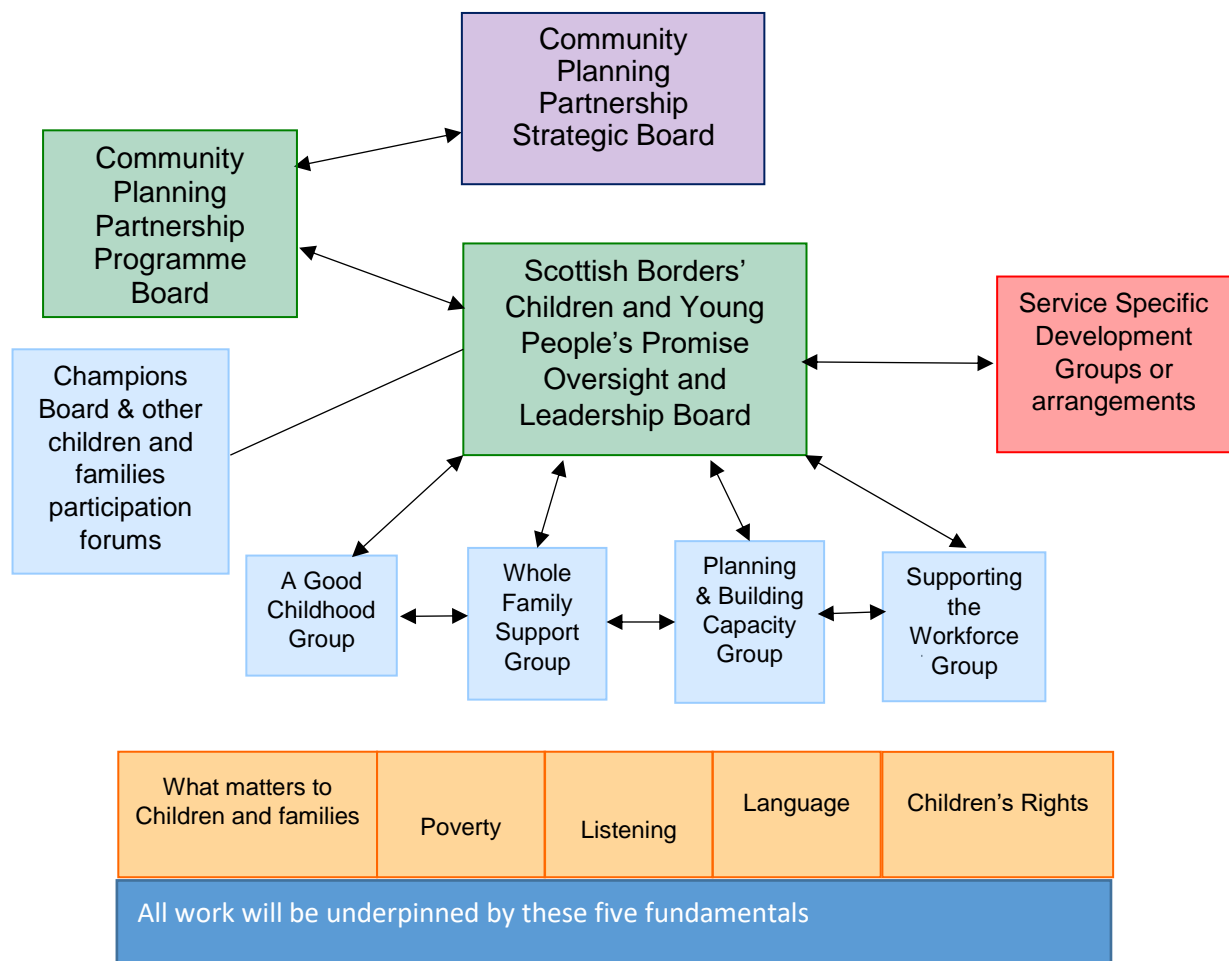 Community
Planning
Partnership
Strategic Board
Community
Planning
Partnership
Programme
Board
Scottish Borders’
Children and Young
People’s Promise
Oversight and
Leadership Board
Service Specific
Development
Groups or
arrangements
Champions
Board & other
children and
families
participation
forums
A Good
Childhood
Group
Whole
Family
Support
Group
Planning
& Building
Capacity
Group
Supporting
the
Workforce
Group
What matters to
Children and families
Poverty
Listening
Language
Children’s Rights
All work will be underpinned by these five fundamentals